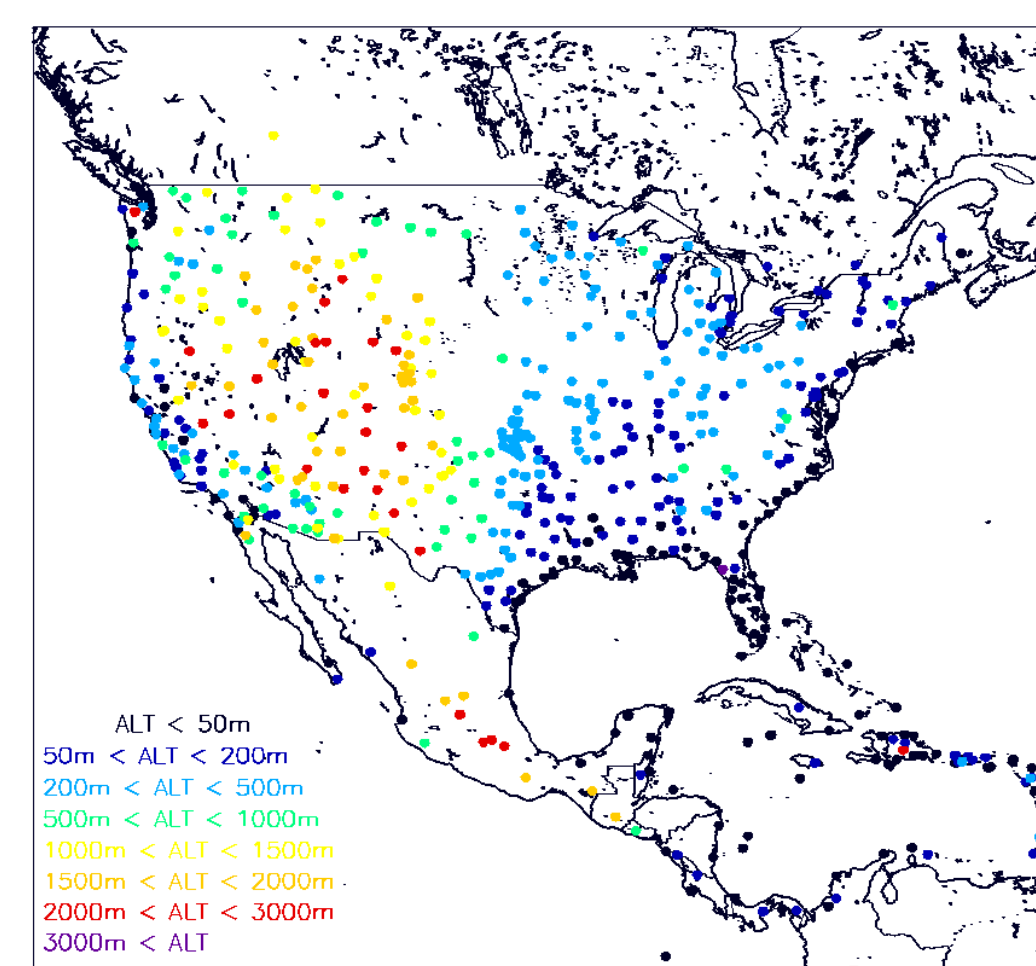 ALT < 50m
50m < ALT < 200m
200m < ALT < 500m
500m < ALT < 1000m
1000m < ALT < 1500m
1500m < ALT < 2000m
2000m < ALT < 3000m
3000m < ALT